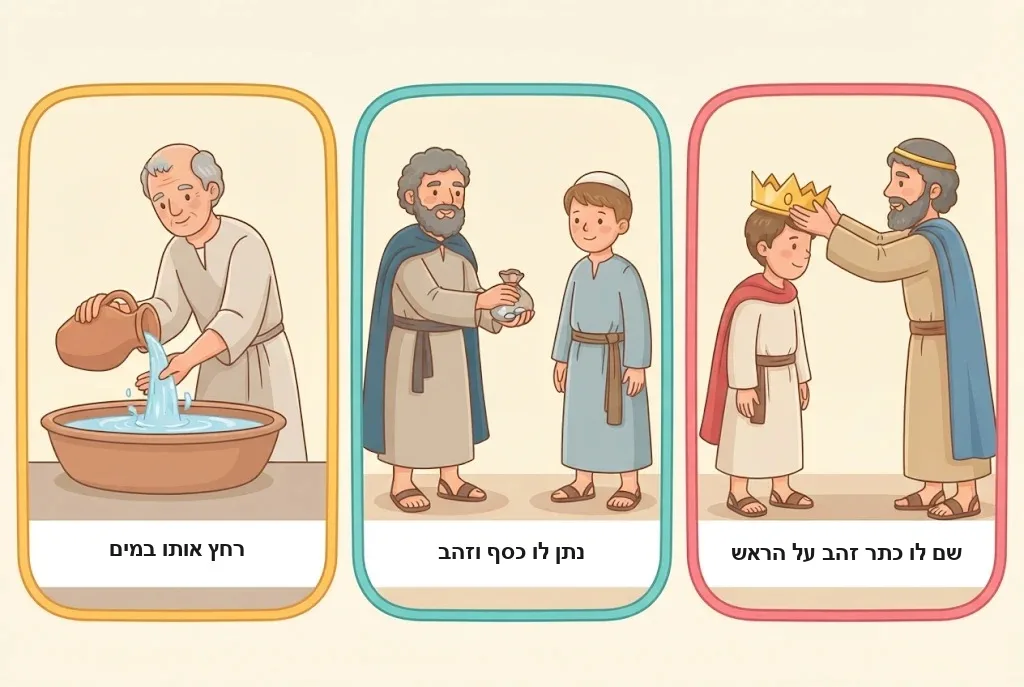 שם לו כתר זהב על הראש
נתן לו כסף וזהב
רחץ אותו במים